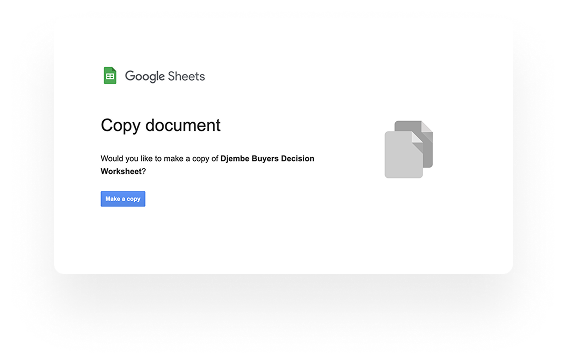 Google Sheets
Copy document
Would you like to make a copy of Djembe Buyers Decision
Worksheet?
Make a copy